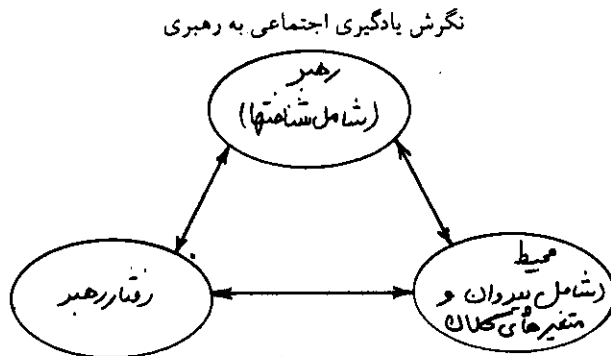 نگرش یادگیری اجتماعی به رهبری
رهبر
(شامل شناختها)
رفتار رهبر
محیط
(شامل پیروان و
متغیرهای کلان